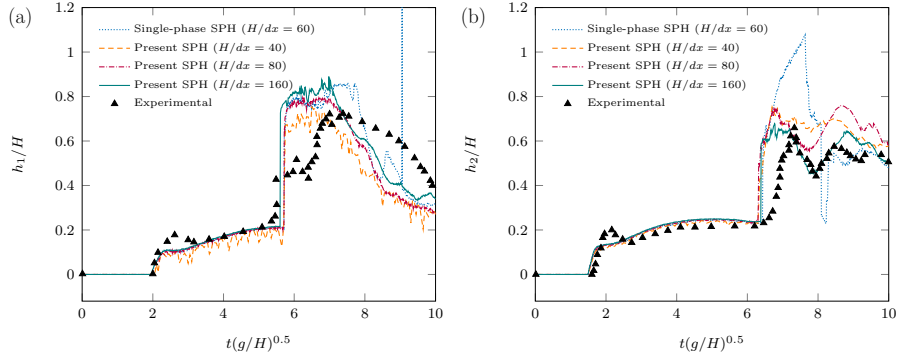 (a)
1.2
1
0.8
0.6
0.4
0.2
0
h₁/H
0 2 4 6 8 10
t(g/H)^0.5
Single-phase SPH (H/dx = 60)
Present SPH (H/dx = 40)
Present SPH (H/dx = 80)
Present SPH (H/dx = 160)
Experimental
(b)
1.2
1
0.8
0.6
0.4
0.2
0
h₂/H
0 2 4 6 8 10
t(g/H)^0.5
Single-phase SPH (H/dx = 60)
Present SPH (H/dx = 40)
Present SPH (H/dx = 80)
Present SPH (H/dx = 160)
Experimental